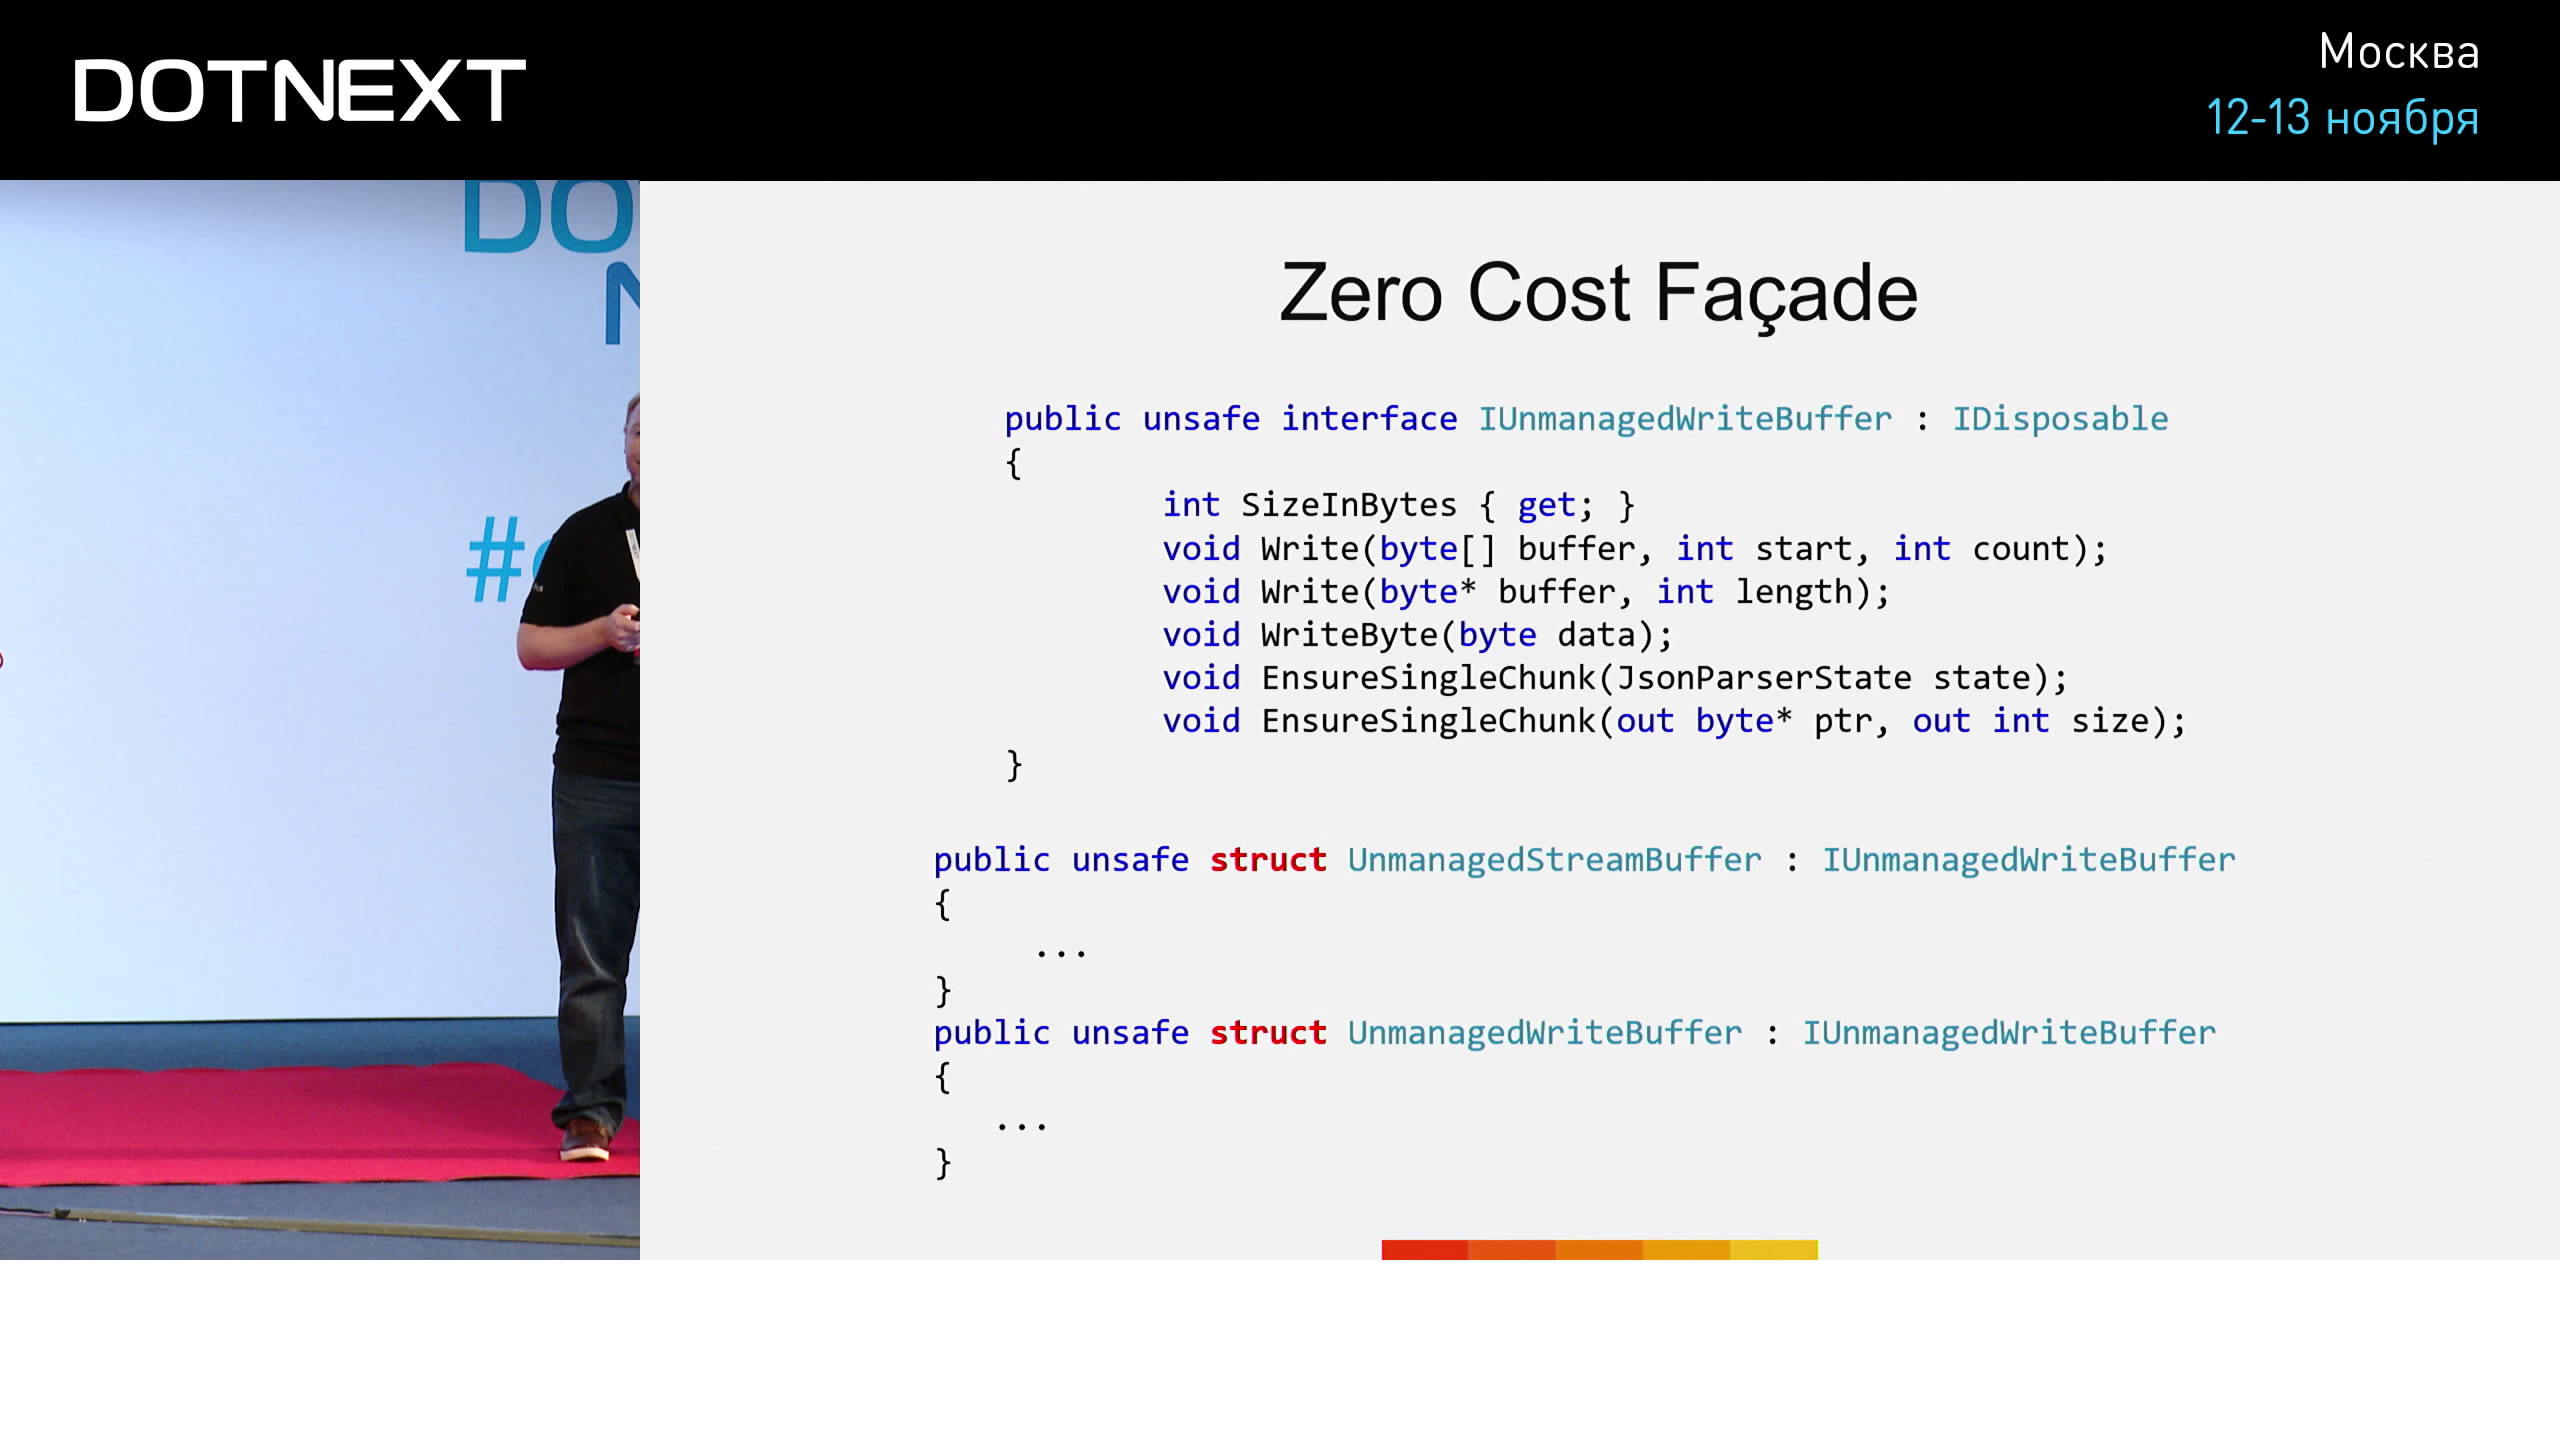 DOTNEXT
Москва
12-13 ноября
DO
N
#
Zero Cost Façade
public unsafe interface IUnmanagedWriteBuffer : IDisposable
{
int SizeInBytes { get; }
void Write(byte[] buffer, int start, int count);
void Write(byte* buffer, int length);
void WriteByte(byte data);
void EnsureSingleChunk(JsonParserState state);
void EnsureSingleChunk(out byte* ptr, out int size);
}
public unsafe struct UnmanagedStreamBuffer : IUnmanagedWriteBuffer
{
...
}
public unsafe struct UnmanagedWriteBuffer : IUnmanagedWriteBuffer
{
...
}